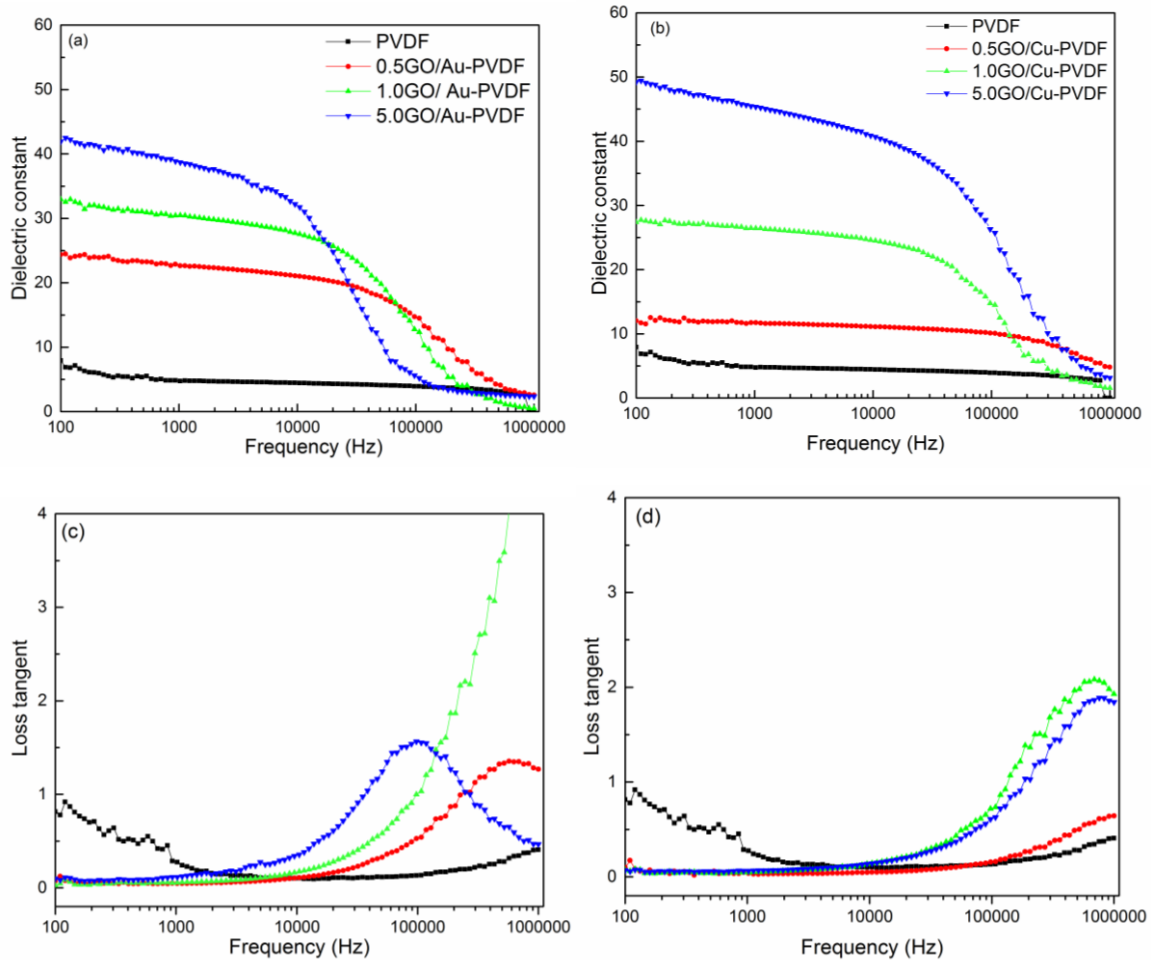 (a)
PVDF
0.5GO/Au-PVDF
1.0GO/ Au-PVDF
5.0GO/Au-PVDF
60
50
40
30
20
10
0
Dielectric constant
100 1000 10000 100000 1000000
Frequency (Hz)
(b)
PVDF
0.5GO/Cu-PVDF
1.0GO/Cu-PVDF
5.0GO/Cu-PVDF
60
50
40
30
20
10
0
Dielectric constant
100 1000 10000 100000 1000000
Frequency (Hz)
(c)
4
3
2
1
0
Loss tangent
100 1000 10000 100000 1000000
Frequency (Hz)
(d)
4
3
2
1
0
Loss tangent
100 1000 10000 100000 1000000
Frequency (Hz)